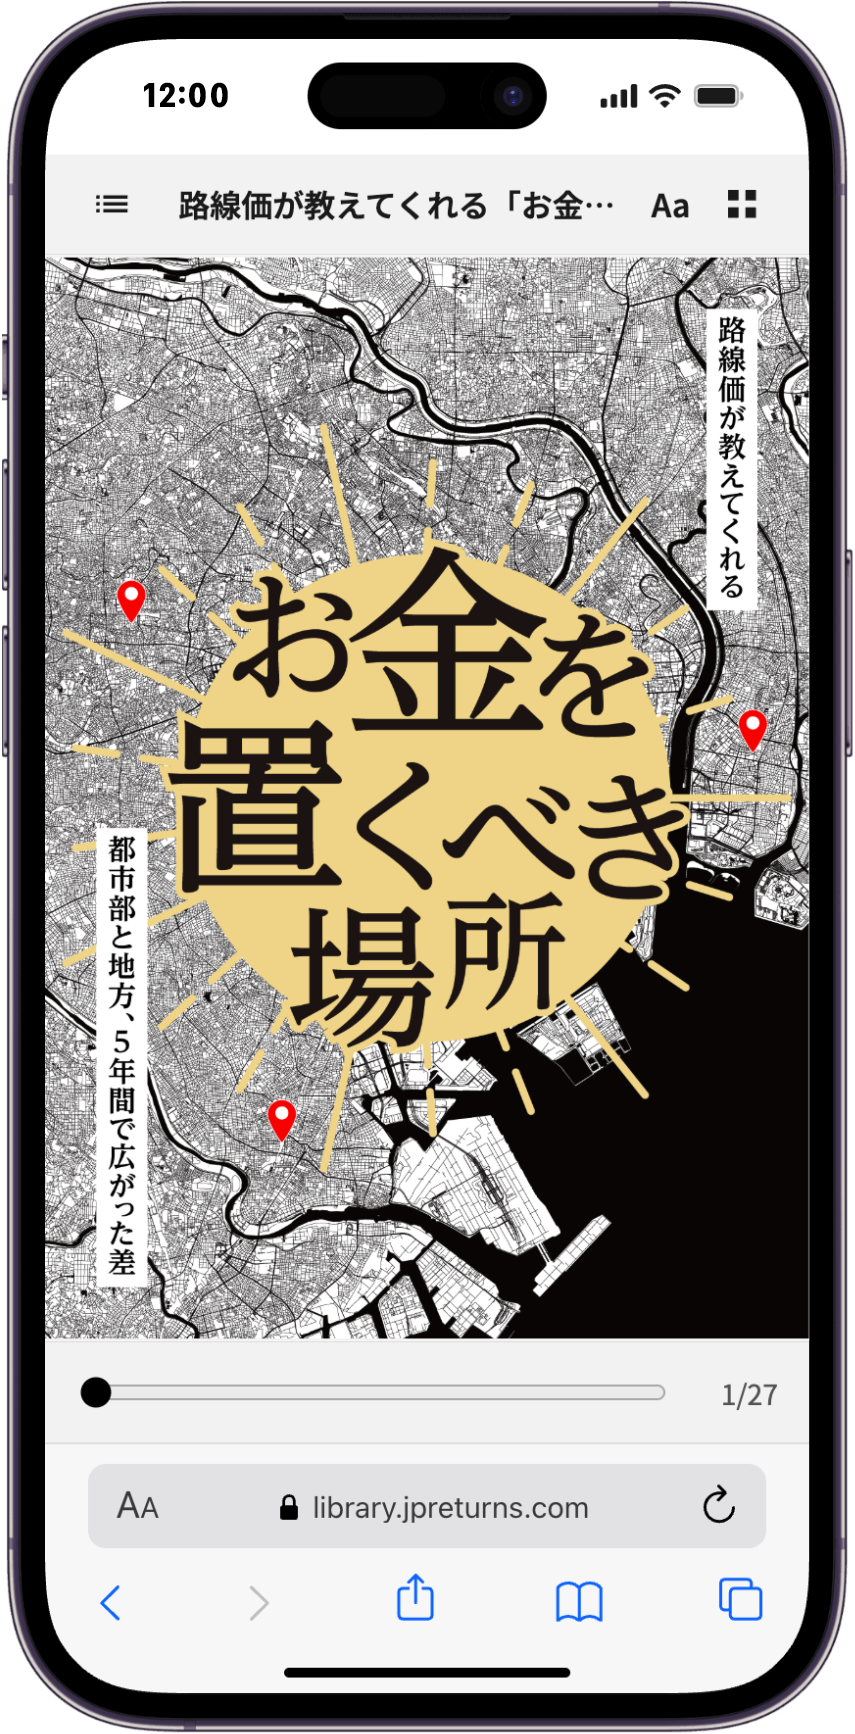 12:00
路線価が教えてくれる「お金…
Aa
路線価が教えてくれる
お金を
置くべき
場所
都市部と地方、5年間で広がった差
1/27
AA
library.jpreturns.com